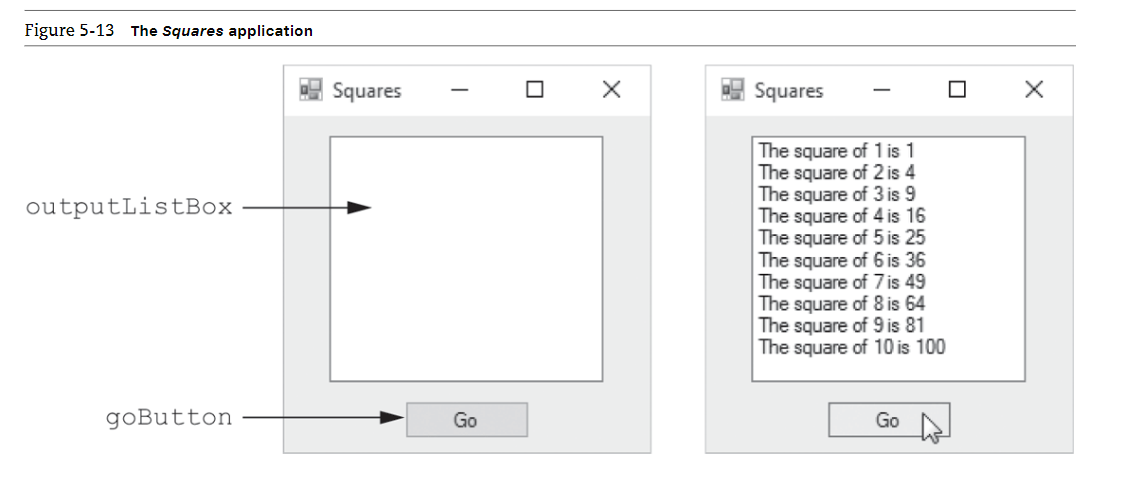 Figure 5-13 The Squares application
Squares
Squares
outputListBox
The square of 1 is 1
The square of 2 is 4
The square of 3 is 9
The square of 4 is 16
The square of 5 is 25
The square of 6 is 36
The square of 7 is 49
The square of 8 is 64
The square of 9 is 81
The square of 10 is 100
goButton
Go
Go